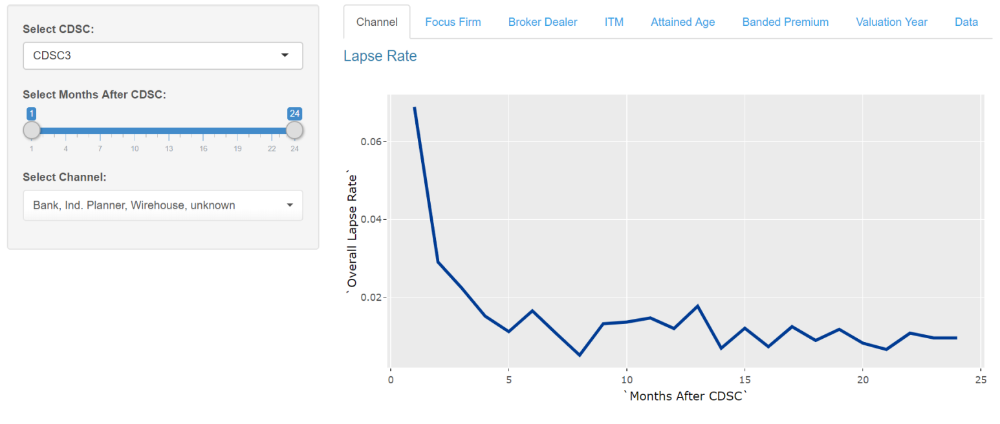 Select CDSC:
CDSC3
Select Months After CDSC:
1 24
1 4 7 10 13 16 19 22 24
Select Channel:
Bank, Ind. Planner, Wirehouse, unknown
Channel Focus Firm Broker Dealer ITM Attained Age Banded Premium Valuation Year Data
Lapse Rate
`Overall Lapse Rate`
0.06
0.04
0.02
0 5 10 15 20 25
`Months After CDSC`